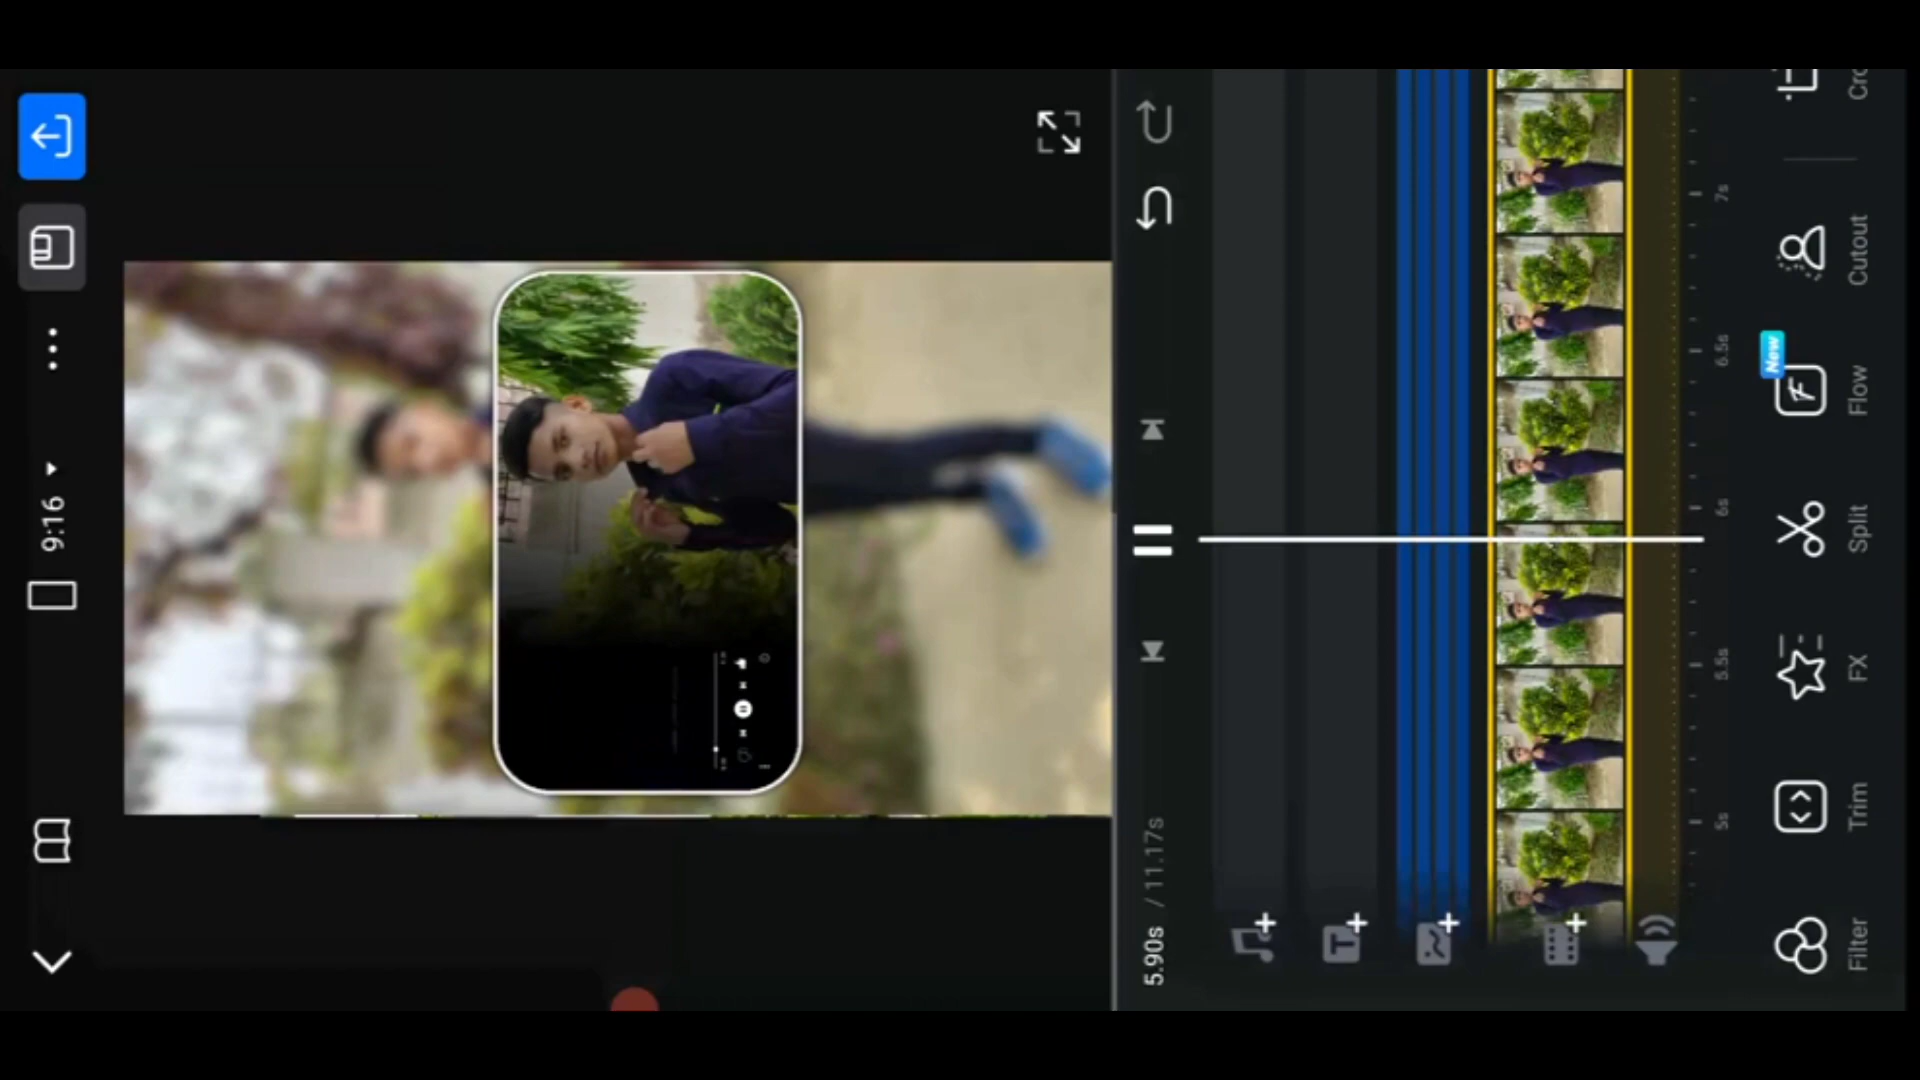 9:16
5.90s / 11.17s
5s
5.5s
6s
6.5s
7s
Filter
Trim
FX
Split
Flow
New
Cutout
Cro